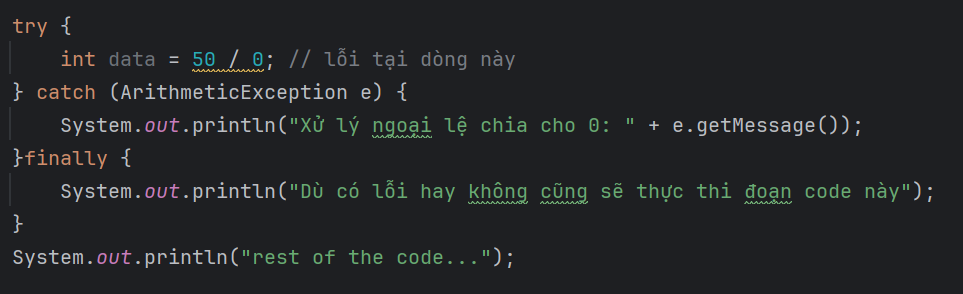 try {
int data = 50 / 0; // lỗi tại dòng này
} catch (ArithmeticException e) {
System.out.println("Xử lý ngoại lệ chia cho 0: " + e.getMessage());
}finally {
System.out.println("Dù có lỗi hay không cũng sẽ thực thi đoạn code này");
}
System.out.println("rest of the code...");